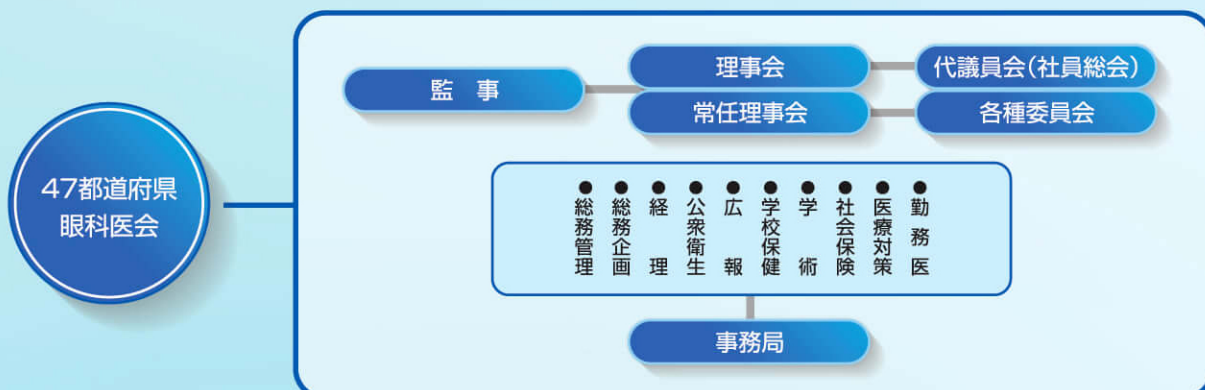 47都道府県
眼科医会
監 事
理事会
代議員会(社員総会)
常任理事会
各種委員会
●総務管理
●総務企画
●経理
●公衆衛生
●広報
●学校保健
●学術
●社会保険
●医療対策
●勤務医
事務局